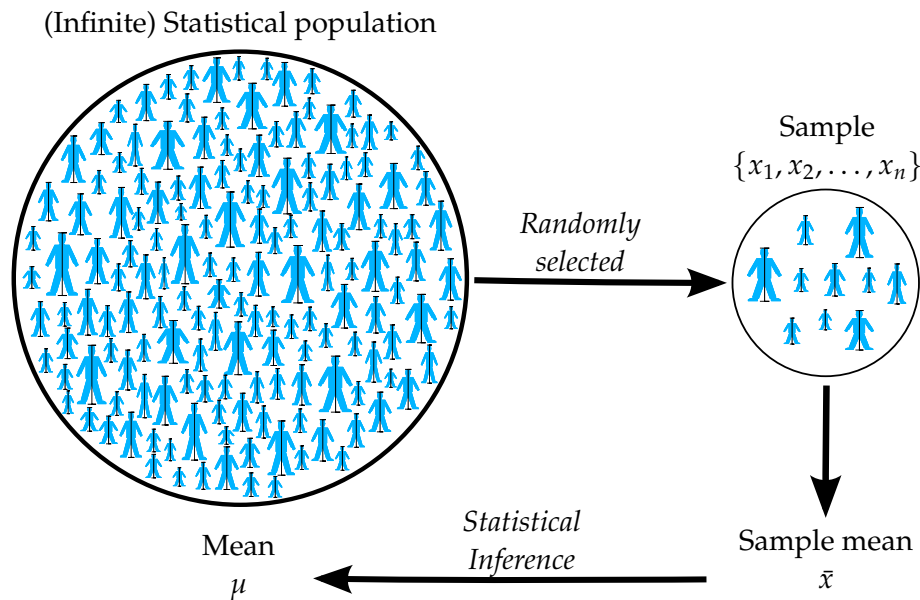 (Infinite) Statistical population
Sample
{x₁, x₂, . . . , xₙ}
Randomly
selected
Statistical
Inference
Mean
μ
Sample mean
x̄